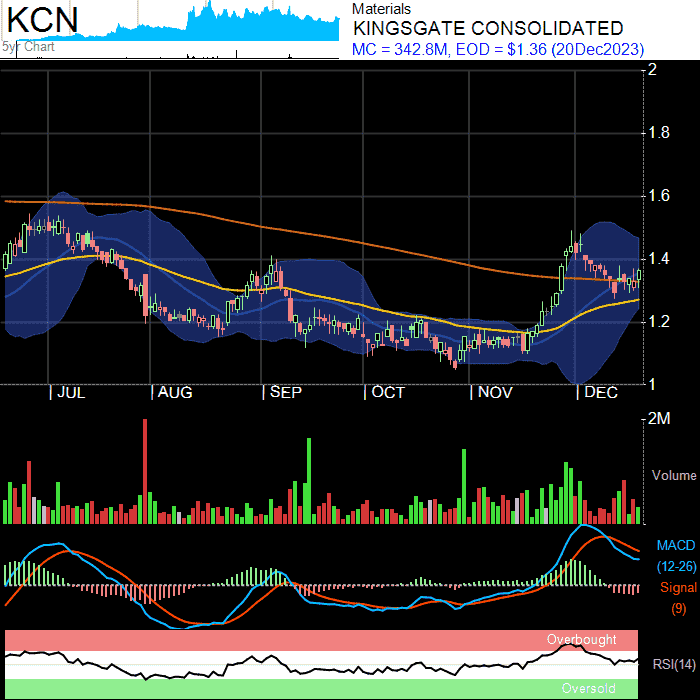 KCN
5yr Chart
Materials
KINGSGATE CONSOLIDATED
MC = 342.8M, EOD = $1.36 (20Dec2023)
2
1.8
1.6
1.4
1.2
1
| JUL | AUG | SEP | OCT | NOV | DEC
2M
Volume
MACD
(12-26)
Signal
(9)
Overbought
RSI(14)
Oversold